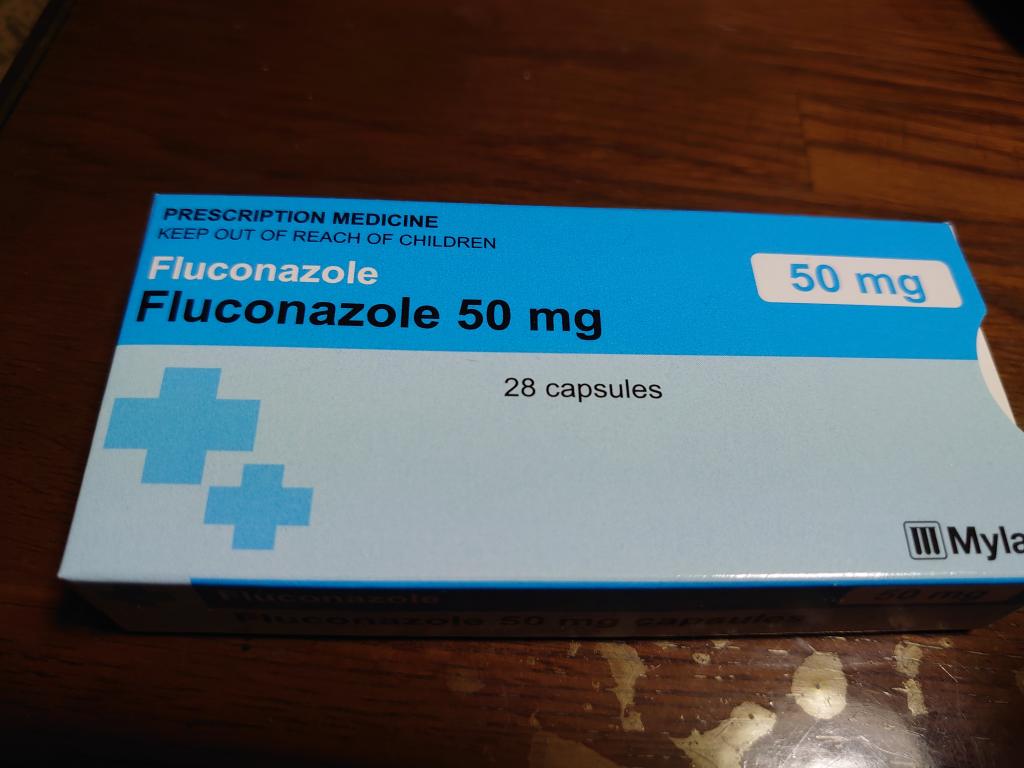 PRESCRIPTION MEDICINE
KEEP OUT OF REACH OF CHILDREN
Fluconazole
50 mg
Fluconazole 50 mg
28 capsules
Myla
Fluconazole
50 mg
Fluconazole 50 mg capsules